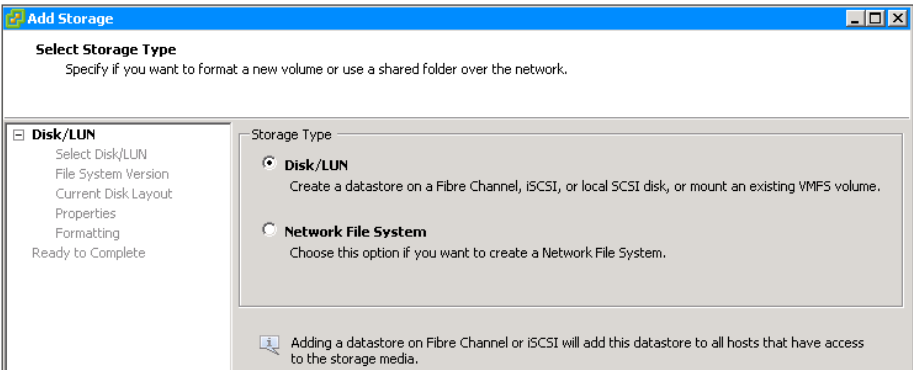 Add Storage
Select Storage Type
Specify if you want to format a new volume or use a shared folder over the network.
Disk/LUN
Select Disk/LUN
File System Version
Current Disk Layout
Properties
Formatting
Ready to Complete
Storage Type
Disk/LUN
Create a datastore on a Fibre Channel, iSCSI, or local SCSI disk, or mount an existing VMFS volume.
Network File System
Choose this option if you want to create a Network File System.
Adding a datastore on Fibre Channel or iSCSI will add this datastore to all hosts that have access
to the storage media.